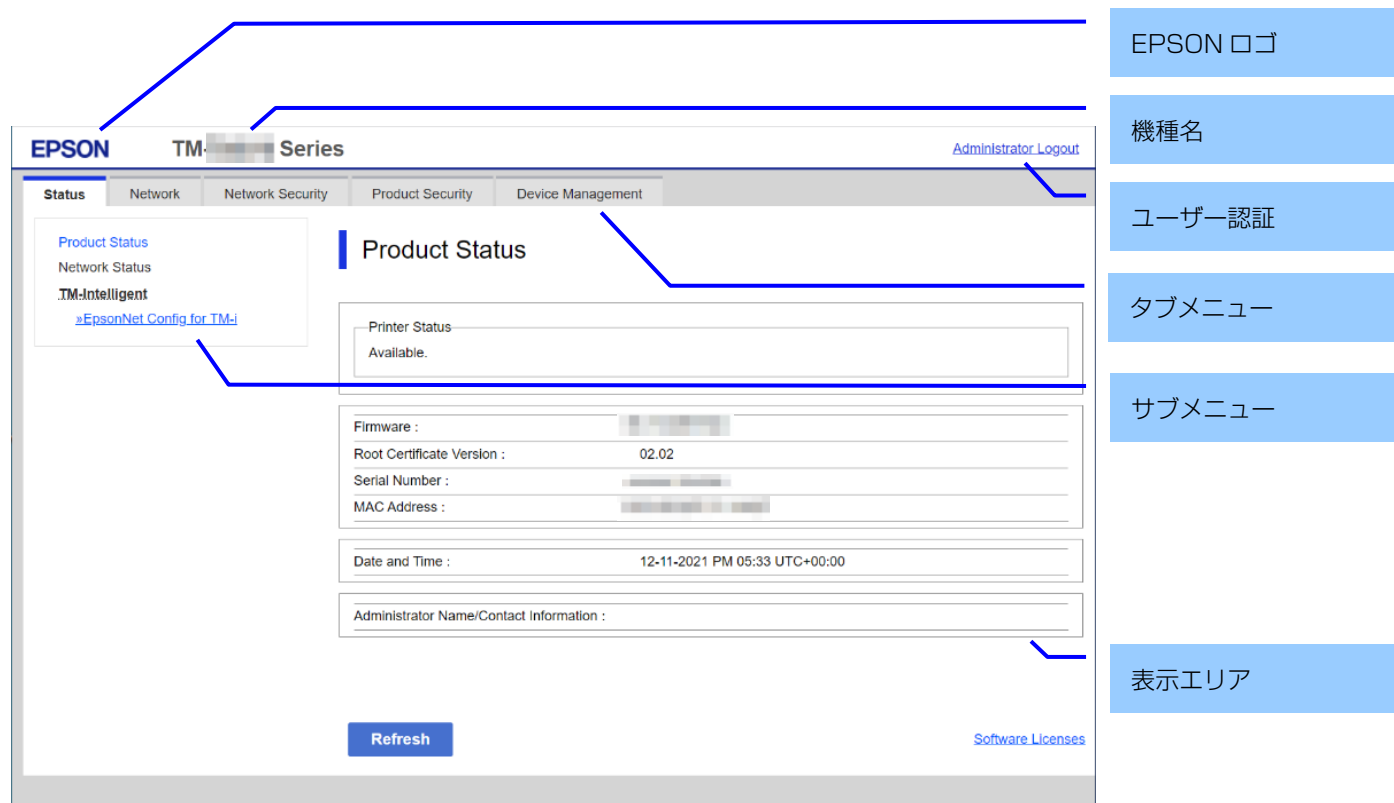 EPSON ロゴ
機種名
EPSON TM- Series Administrator Logout
ユーザー認証
Status Network Network Security Product Security Device Management
Product Status
Network Status
TM-Intelligent
»EpsonNet Config for TM-i
Product Status
タブメニュー
Printer Status
Available.
サブメニュー
Firmware :
Root Certificate Version : 02.02
Serial Number :
MAC Address :
Date and Time : 12-11-2021 PM 05:33 UTC+00:00
Administrator Name/Contact Information :
表示エリア
Refresh
Software Licenses